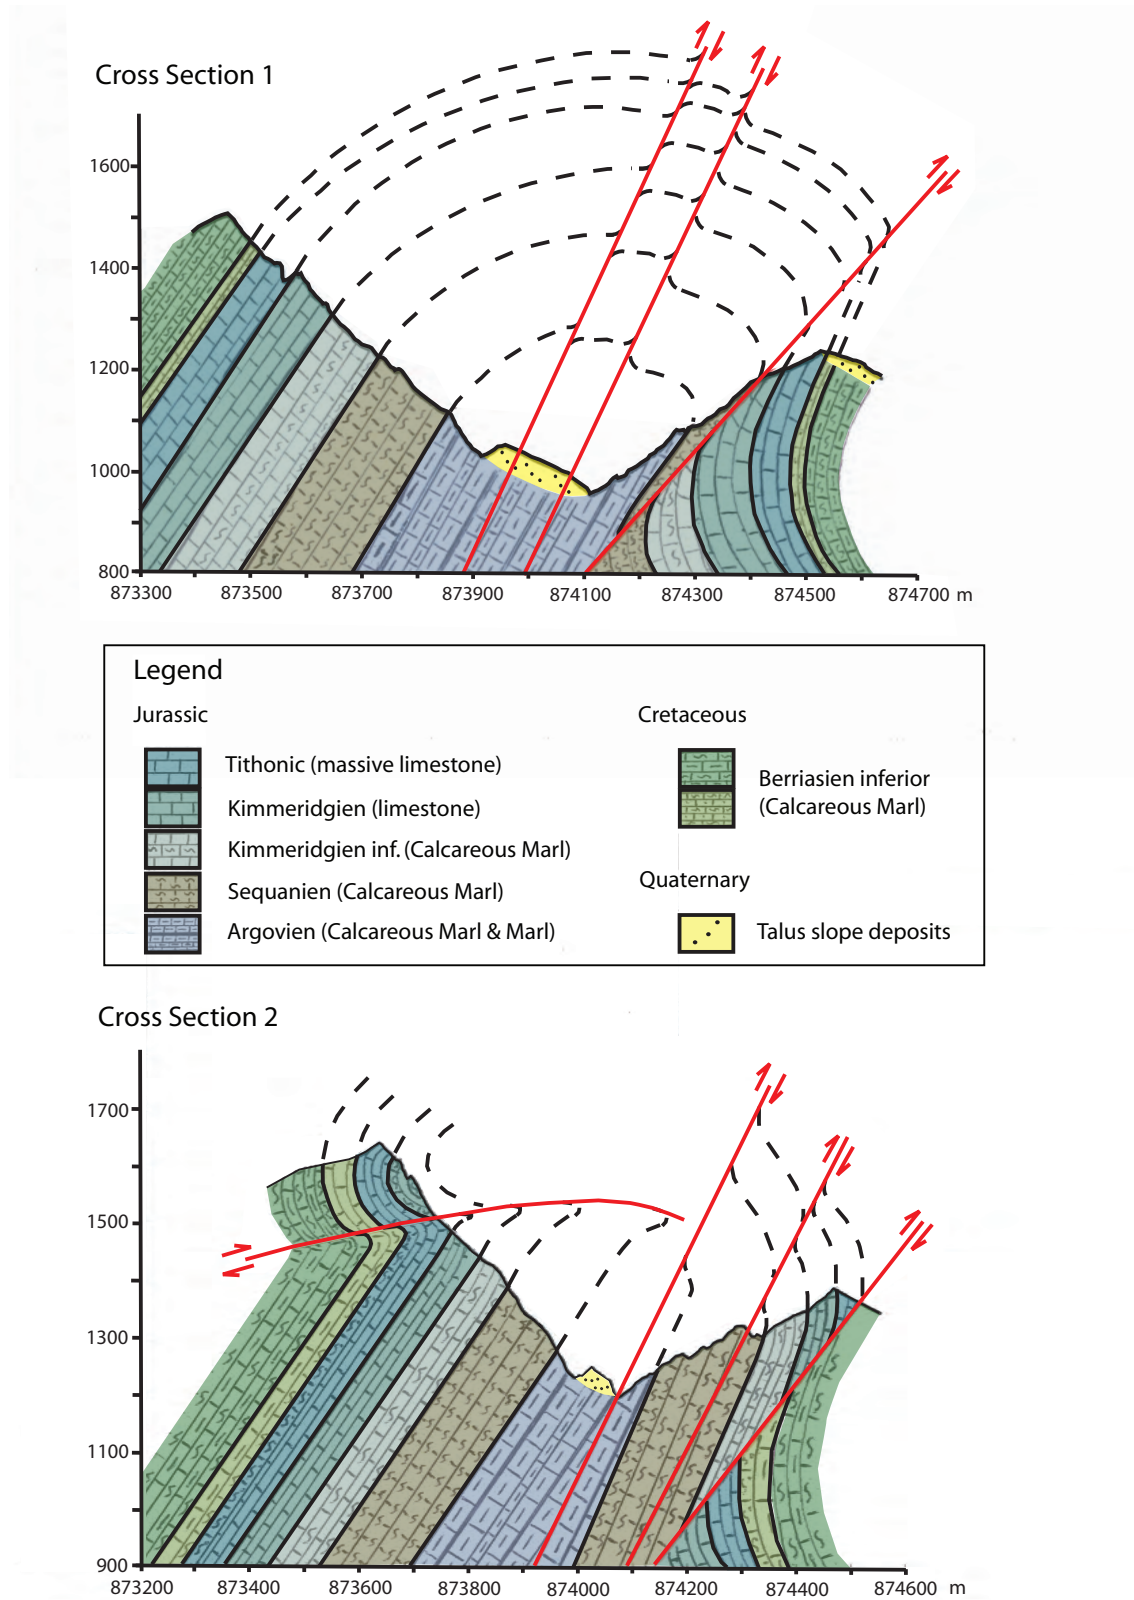 Cross Section 1
1600
1400
1200
1000
800
873300 873500 873700 873900 874100 874300 874500 874700 m
Legend
Jurassic
Tithonic (massive limestone)
Kimmeridgien (limestone)
Kimmeridgien inf. (Calcareous Marl)
Sequanien (Calcareous Marl)
Argovien (Calcareous Marl & Marl)
Cretaceous
Berriasien inferior
(Calcareous Marl)
Quaternary
Talus slope deposits
Cross Section 2
1700
1500
1300
1100
900
873200 873400 873600 873800 874000 874200 874400 874600 m